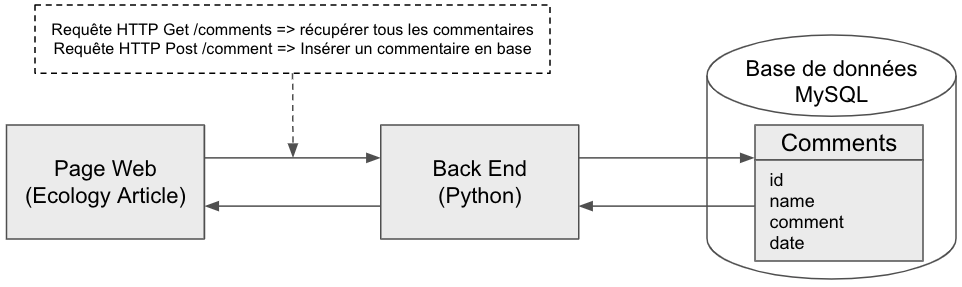 Requête HTTP Get /comments => récupérer tous les commentaires
Requête HTTP Post /comment => Insérer un commentaire en base
Page Web
(Ecology Article)
Back End
(Python)
Base de données
MySQL
Comments
id
name
comment
date